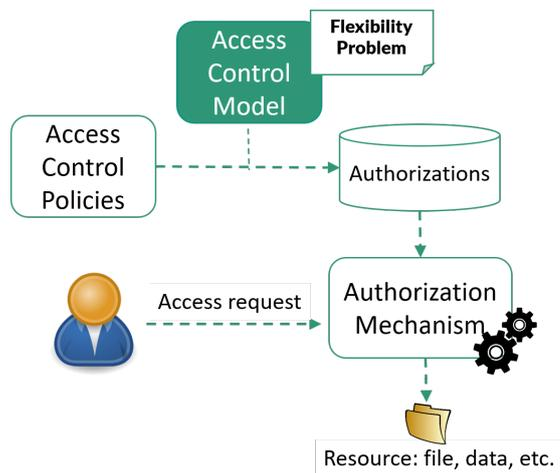 Access
Control
Model
Flexibility
Problem
Access
Control
Policies
Authorizations
Access request
Authorization
Mechanism
Resource: file, data, etc.